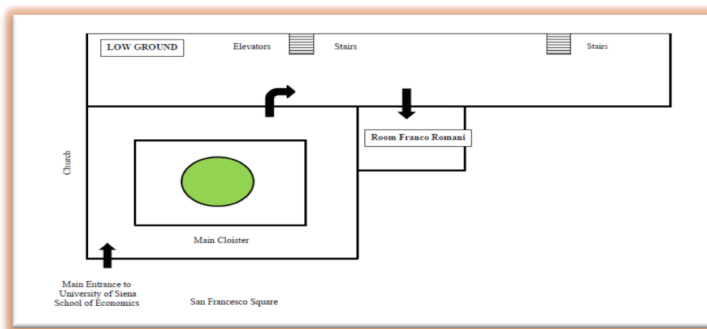 LOW GROUND
Elevators
Stairs
Stairs
Room Franco Romani
Church
Main Cloister
Main Entrance to
University of Siena
School of Economics
San Francesco Square